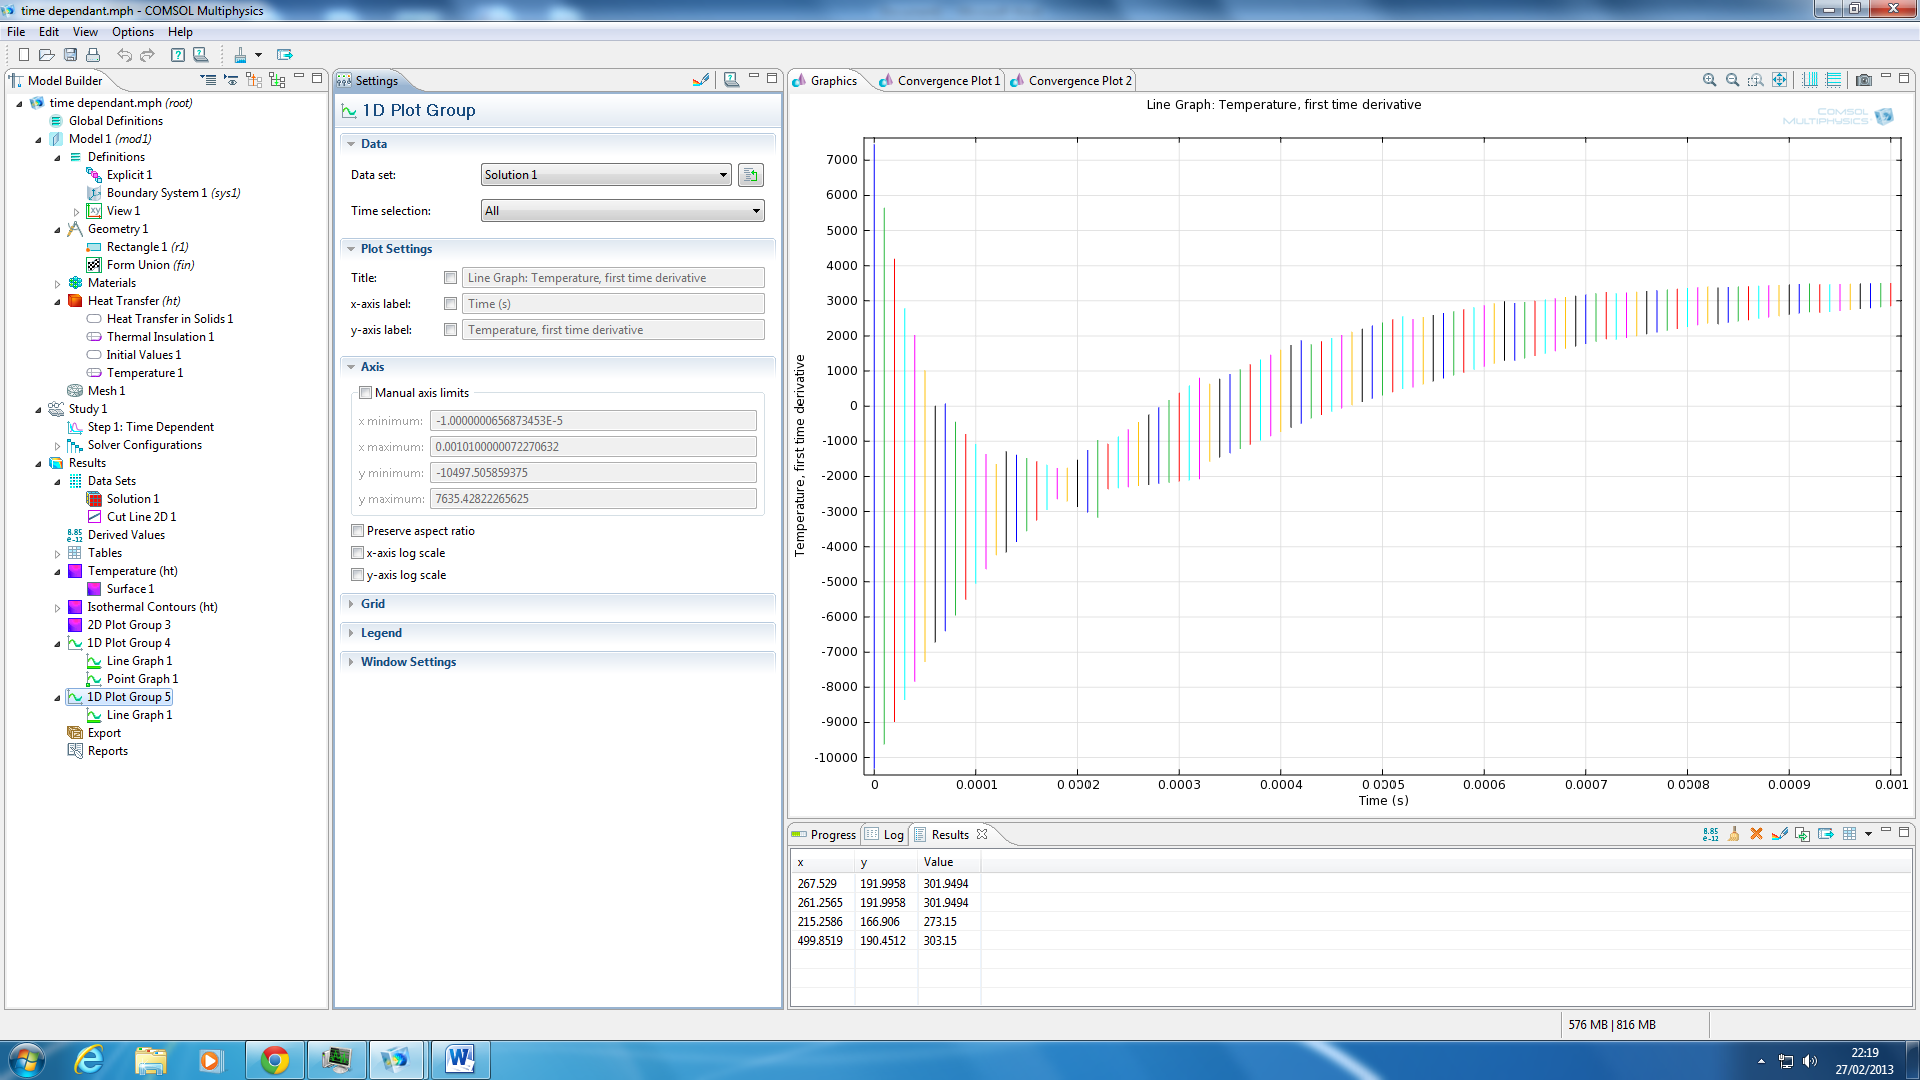 time dependant.mph - COMSOL Multiphysics
File Edit View Options Help
Model Builder
time dependant.mph (root)
Global Definitions
Model 1 (mod1)
Definitions
Explicit 1
Boundary System 1 (sys1)
View 1
Geometry 1
Rectangle 1 (r1)
Form Union (fin)
Materials
Heat Transfer (ht)
Heat Transfer in Solids 1
Thermal Insulation 1
Initial Values 1
Temperature 1
Mesh 1
Study 1
Step 1: Time Dependent
Solver Configurations
Results
Data Sets
Solution 1
Cut Line 2D 1
8.85
e-12
Derived Values
Tables
Temperature (ht)
Surface 1
Isothermal Contours (ht)
2D Plot Group 3
1D Plot Group 4
Line Graph 1
Point Graph 1
1D Plot Group 5
Line Graph 1
Export
Reports
Settings
1D Plot Group
Data
Data set: Solution 1
Time selection: All
Plot Settings
Title: Line Graph: Temperature, first time derivative
x-axis label: Time (s)
y-axis label: Temperature, first time derivative
Axis
Manual axis limits
x minimum: -1.0000000656873453E-5
x maximum: 0.0010100000072270632
y minimum: -10497.505859375
y maximum: 7635.42822265625
Preserve aspect ratio
x-axis log scale
y-axis log scale
Grid
Legend
Window Settings
Graphics Convergence Plot 1 Convergence Plot 2
Line Graph: Temperature, first time derivative
COMSOL
MULTIPHYSICS
7000
6000
5000
4000
3000
2000
1000
0
-1000
-2000
-3000
-4000
-5000
-6000
-7000
-8000
-9000
-10000
Temperature, first time derivative
0 0.0001 0.0002 0.0003 0.0004 0.0005 0.0006 0.0007 0.0008 0.0009 0.001
Time (s)
Progress Log Results
8.85
e-12
x y Value
267.529 191.9958 301.9494
261.2565 191.9958 301.9494
215.2586 166.906 273.15
499.8519 190.4512 303.15
576 MB | 816 MB
22:19
27/02/2013